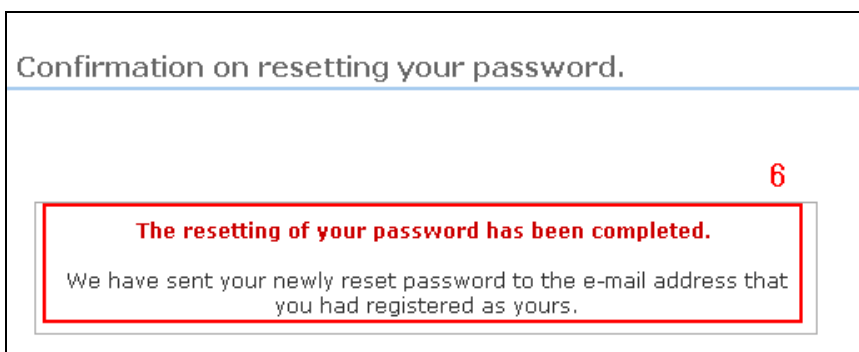 Confirmation on resetting your password.
6
The resetting of your password has been completed.
We have sent your newly reset password to the e-mail address that
you had registered as yours.